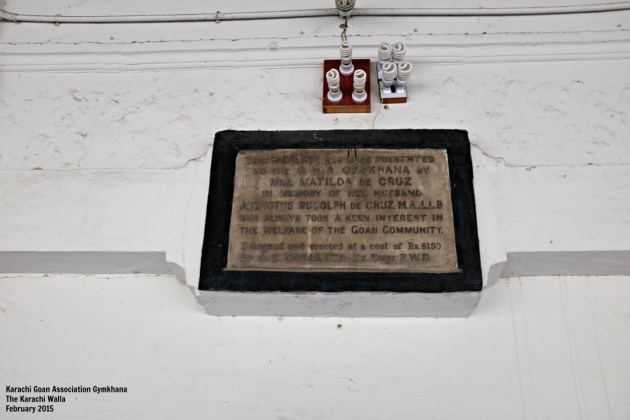 PRESENTED
TO THE GYMKHANA BY
MRS. MATILDA DE CRUZ
IN MEMORY OF HER HUSBAND
AUGUSTUS RUDOLPH DE CRUZ, M.A.,LL.B
WHO ALWAYS TOOK A KEEN INTEREST IN
THE WELFARE OF THE GOAN COMMUNITY.
Designed and erected at a cost of Rs. 8150
Engr. P.W.D.
Karachi Goan Association Gymkhana
The Karachi Walla
February 2015